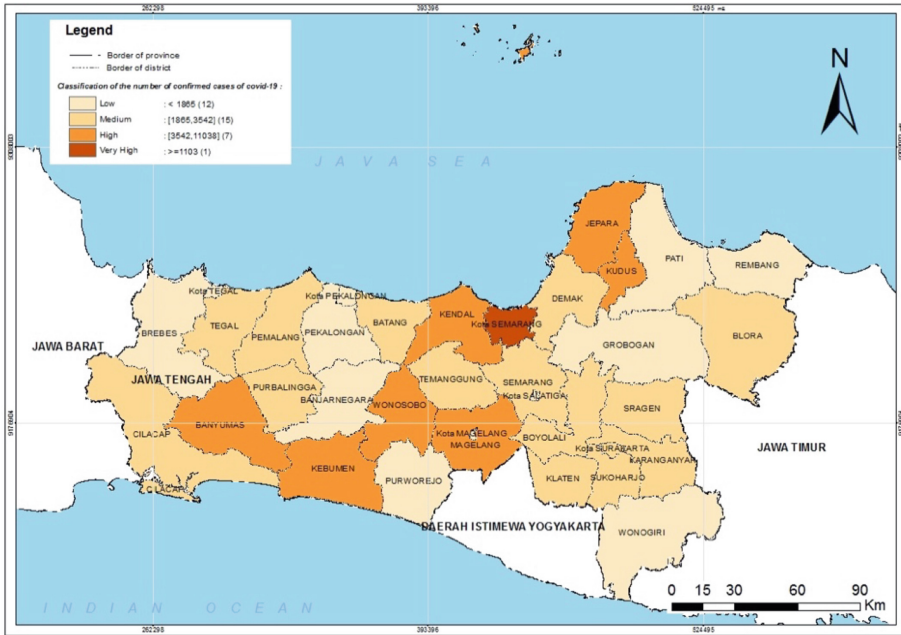 262295
393396
524495
Legend
Border of province
Border of district
Classification of the number of confirmed cases of covid-19 :
Low : < 1865 (12)
Medium : [1865,3542] (15)
High : [3542,11038] (7)
Very High : >=1103 (1)
N
JAVA SEA
JEPARA
KUDUS
PATI
REMBANG
Kota TEGAL
Kota PEKALONGAN
DEMAK
BREBES
TEGAL
PEMALANG
PEKALONGAN
BATANG
KENDAL
Kota SEMARANG
GROBOGAN
BLORA
JAWA BARAT
JAWA TENGAH
PURBALINGGA
BANJARNEGARA
WONOSOBO
TEMANGGUNG
SEMARANG
Kota SALATIGA
SRAGEN
CILACAP
BANYUMAS
Kota MAGELANG
MAGELANG
BOYOLALI
Kota SURAKARTA
KARANGANYAR
JAWA TIMUR
CILACAP
KEBUMEN
PURWOREJO
KLATEN
SUKOHARJO
DAERAH ISTIMEWA YOGYAKARTA
WONOGIRI
0 15 30 60 90
Km
INDIAN OCEAN
262295
393396
524495